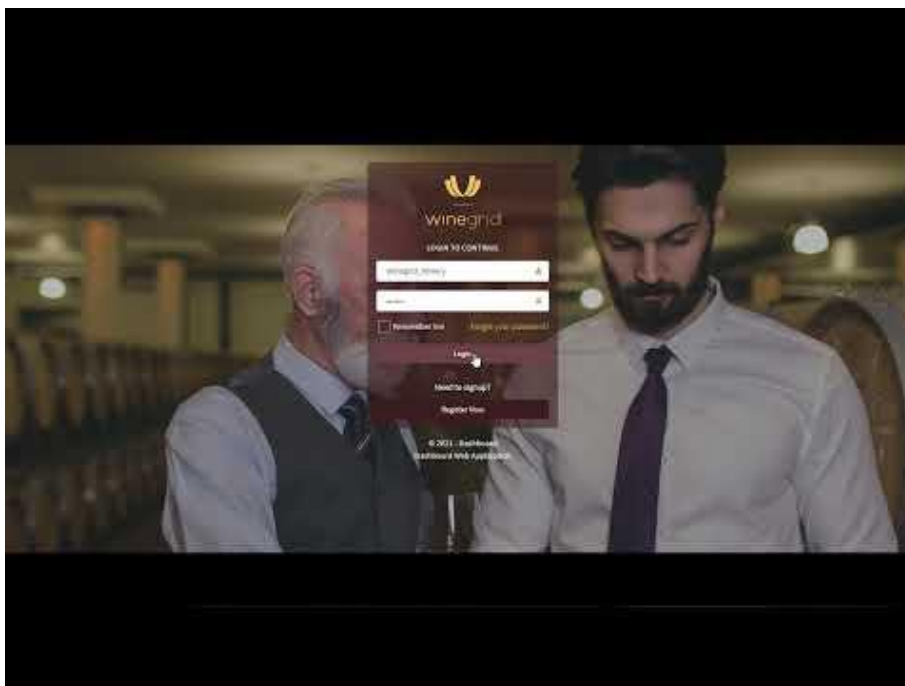 winegrid
LOGIN TO CONTINUE
Remember me
Forgot your password?
Login
Need to signup?
Register Now
© 2021 - Dashboard
Dashboard Web Application